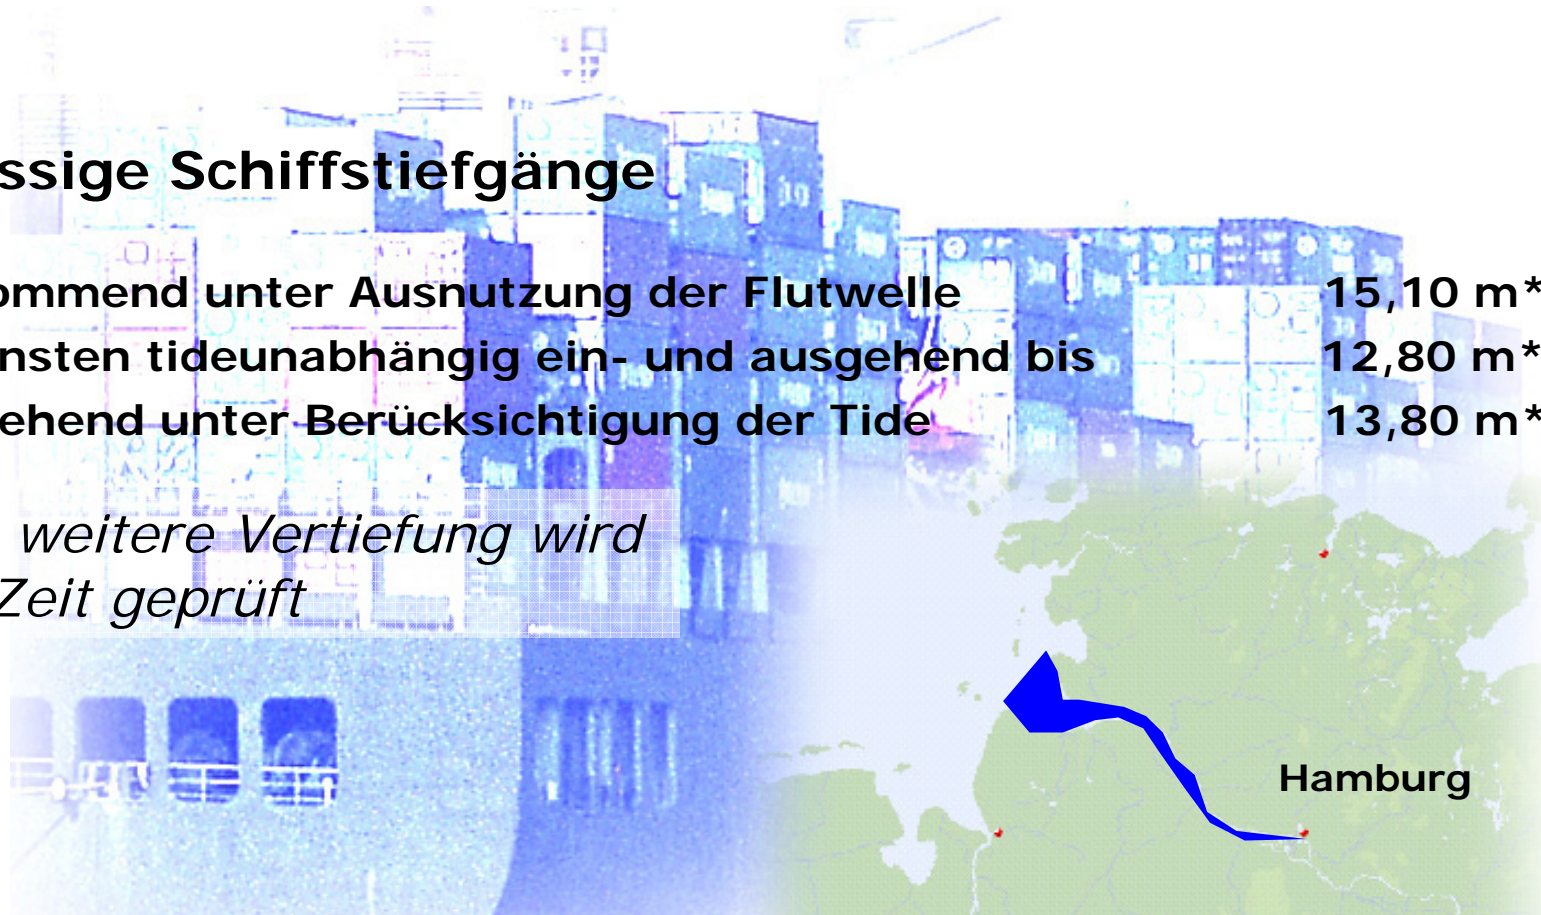 ssige Schiffstiefgänge
ommend unter Ausnutzung der Flutwelle 15,10 m*
nsten tideunabhängig ein- und ausgehend bis 12,80 m*
ehend unter Berücksichtigung der Tide 13,80 m*
weitere Vertiefung wird
Zeit geprüft
Hamburg